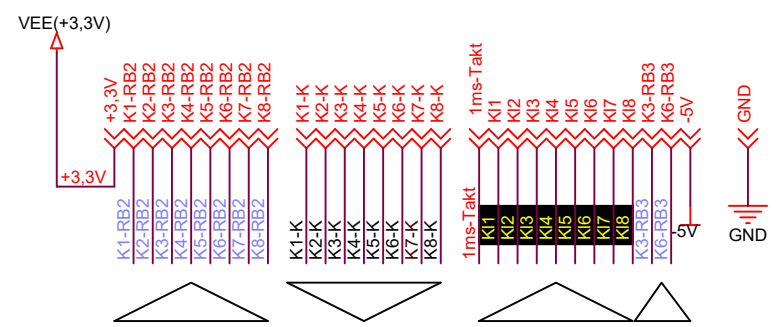 VEE(+3,3V)
+3,3V
K1-RB2
K2-RB2
K3-RB2
K4-RB2
K5-RB2
K6-RB2
K7-RB2
K8-RB2
K1-K
K2-K
K3-K
K4-K
K5-K
K6-K
K7-K
K8-K
1ms-Takt
KI1
KI2
KI3
KI4
KI5
KI6
KI7
KI8
K3-RB3
K6-RB3
-5V
GND
+3,3V
K1-RB2
K2-RB2
K3-RB2
K4-RB2
K5-RB2
K6-RB2
K7-RB2
K8-RB2
K1-K
K2-K
K3-K
K4-K
K5-K
K6-K
K7-K
K8-K
1ms-Takt
KI1
KI2
KI3
KI4
KI5
KI6
KI7
KI8
K3-RB3
K6-RB3
-5V
GND